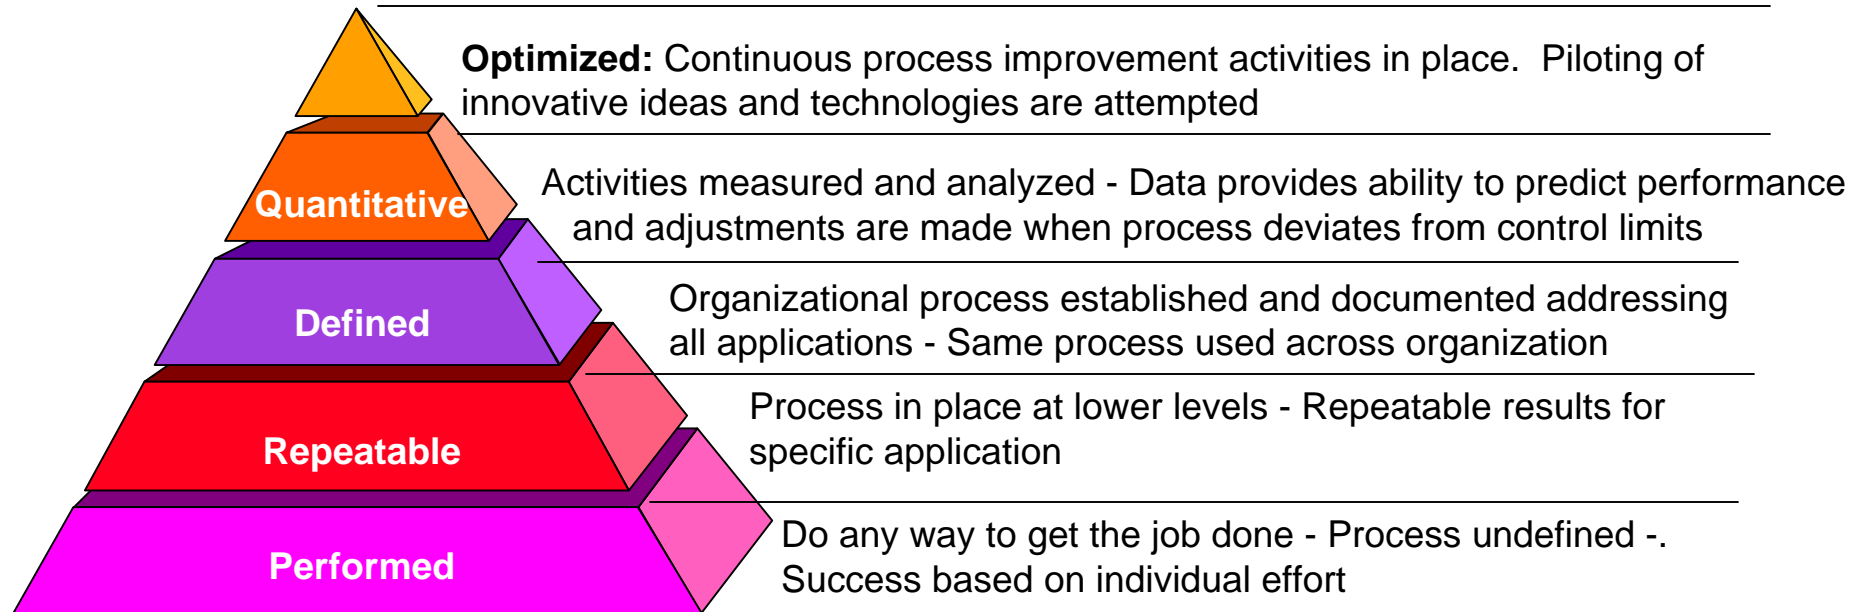 Optimized: Continuous process improvement activities in place.  Piloting of
innovative ideas and technologies are attempted
Quantitative
Activities measured and analyzed - Data provides ability to predict performance
and adjustments are made when process deviates from control limits
Defined
Organizational process established and documented addressing
all applications - Same process used across organization
Repeatable
Process in place at lower levels - Repeatable results for
specific application
Performed
Do any way to get the job done - Process undefined -.
Success based on individual effort